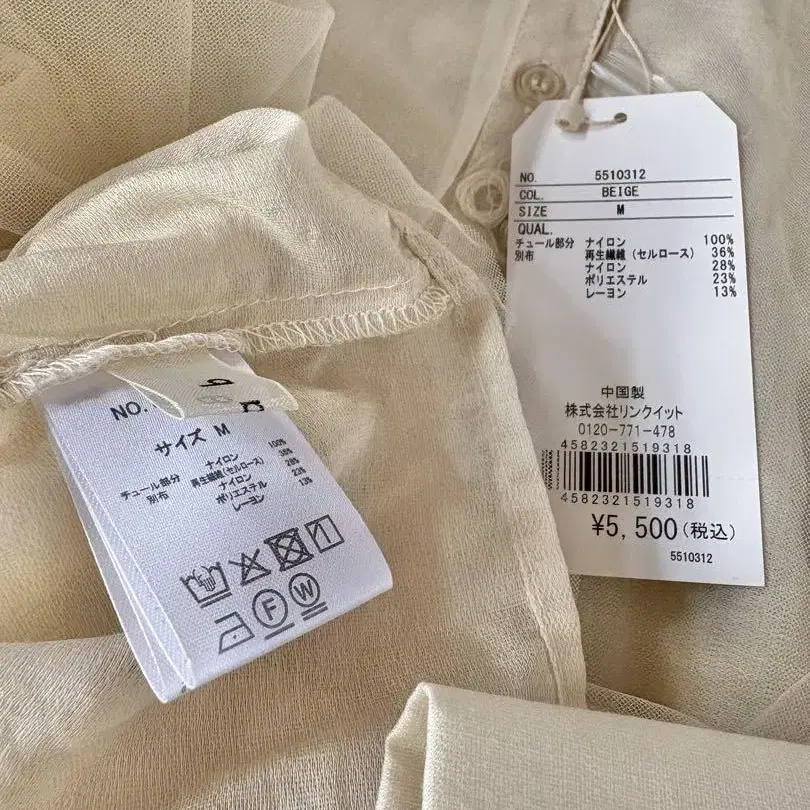 NO. 5510312
COL. BEIGE
SIZE M
QUAL.
チュール部分 ナイロン 100%
別布 再生繊維(セルロース) 36%
ナイロン 28%
ポリエステル 23%
レーヨン 13%
中国製
株式会社リンクイット
0120-771-478
4582321519318
4582321519318
¥5,500(税込)
5510312
NO.
サイズ M
チュール部分 ナイロン 100%
別布 再生繊維(セルロース) 36%
ナイロン 28%
ポリエステル 23%
レーヨン 13%
F W